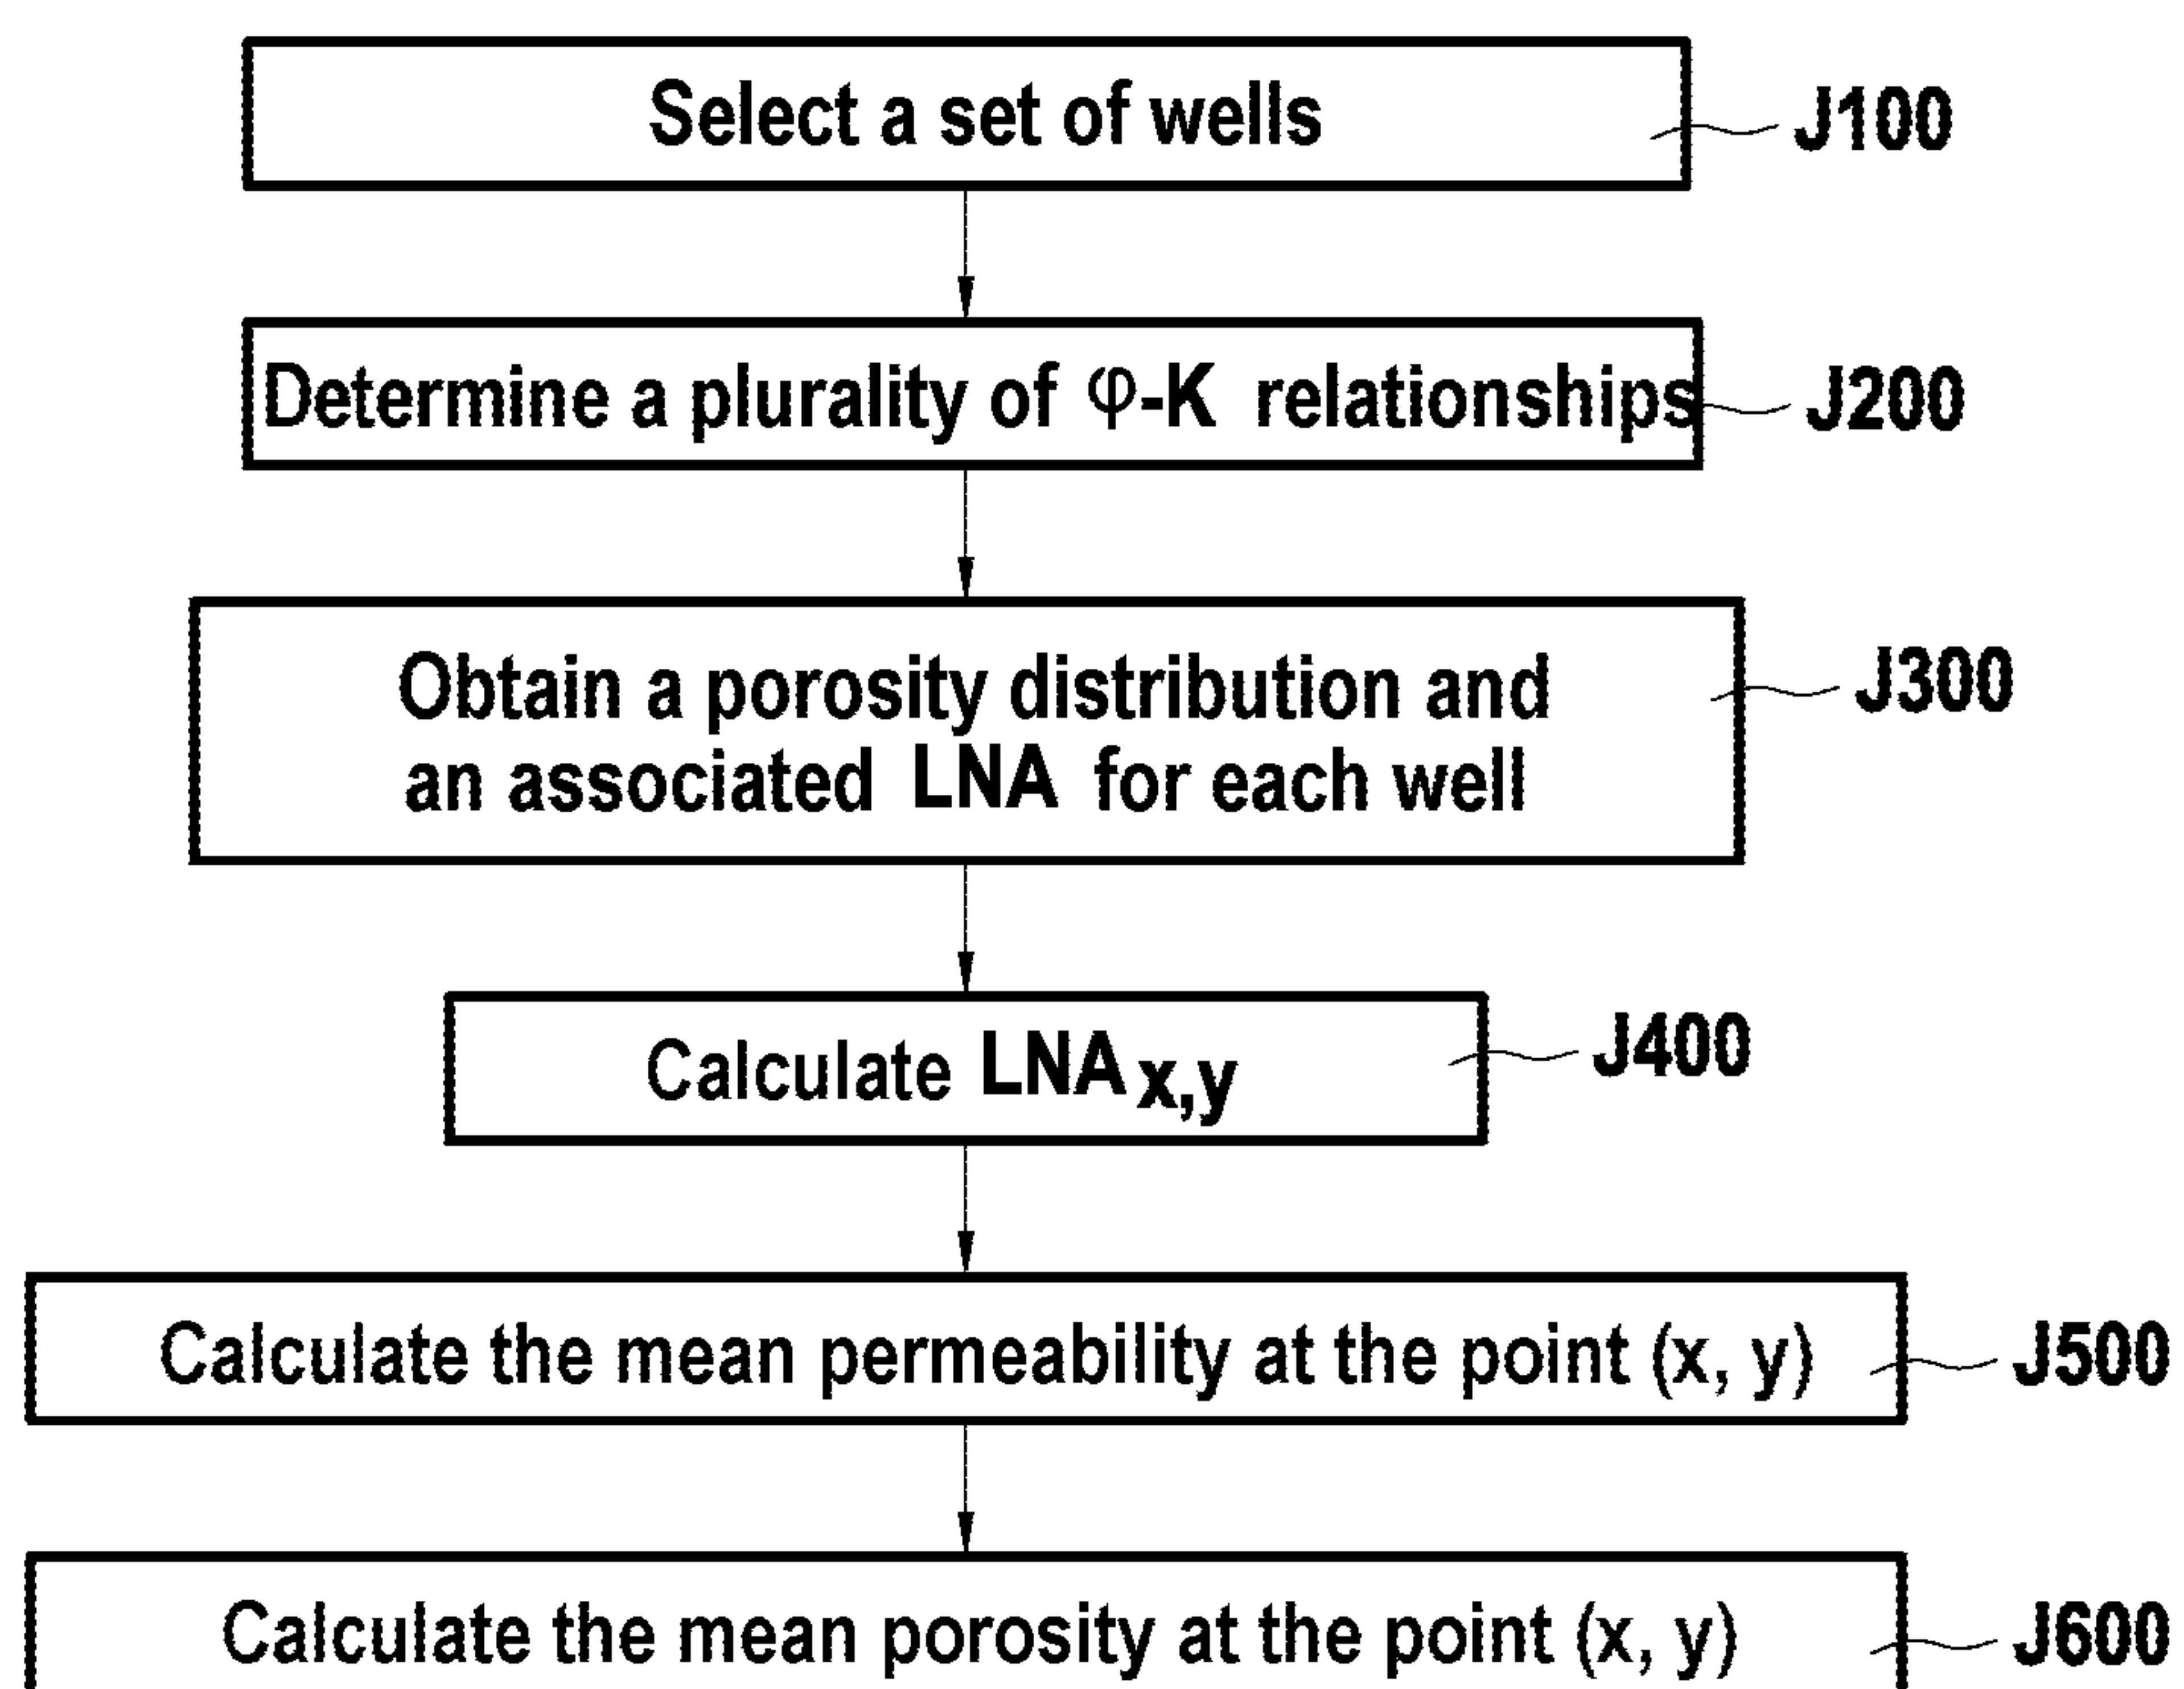 Select a set of wells
J100
Determine a plurality of φ-K relationships
J200
Obtain a porosity distribution and
an associated LNA for each well
J300
Calculate LNA x,y
J400
Calculate the mean permeability at the point (x, y)
J500
Calculate the mean porosity at the point (x, y)
J600